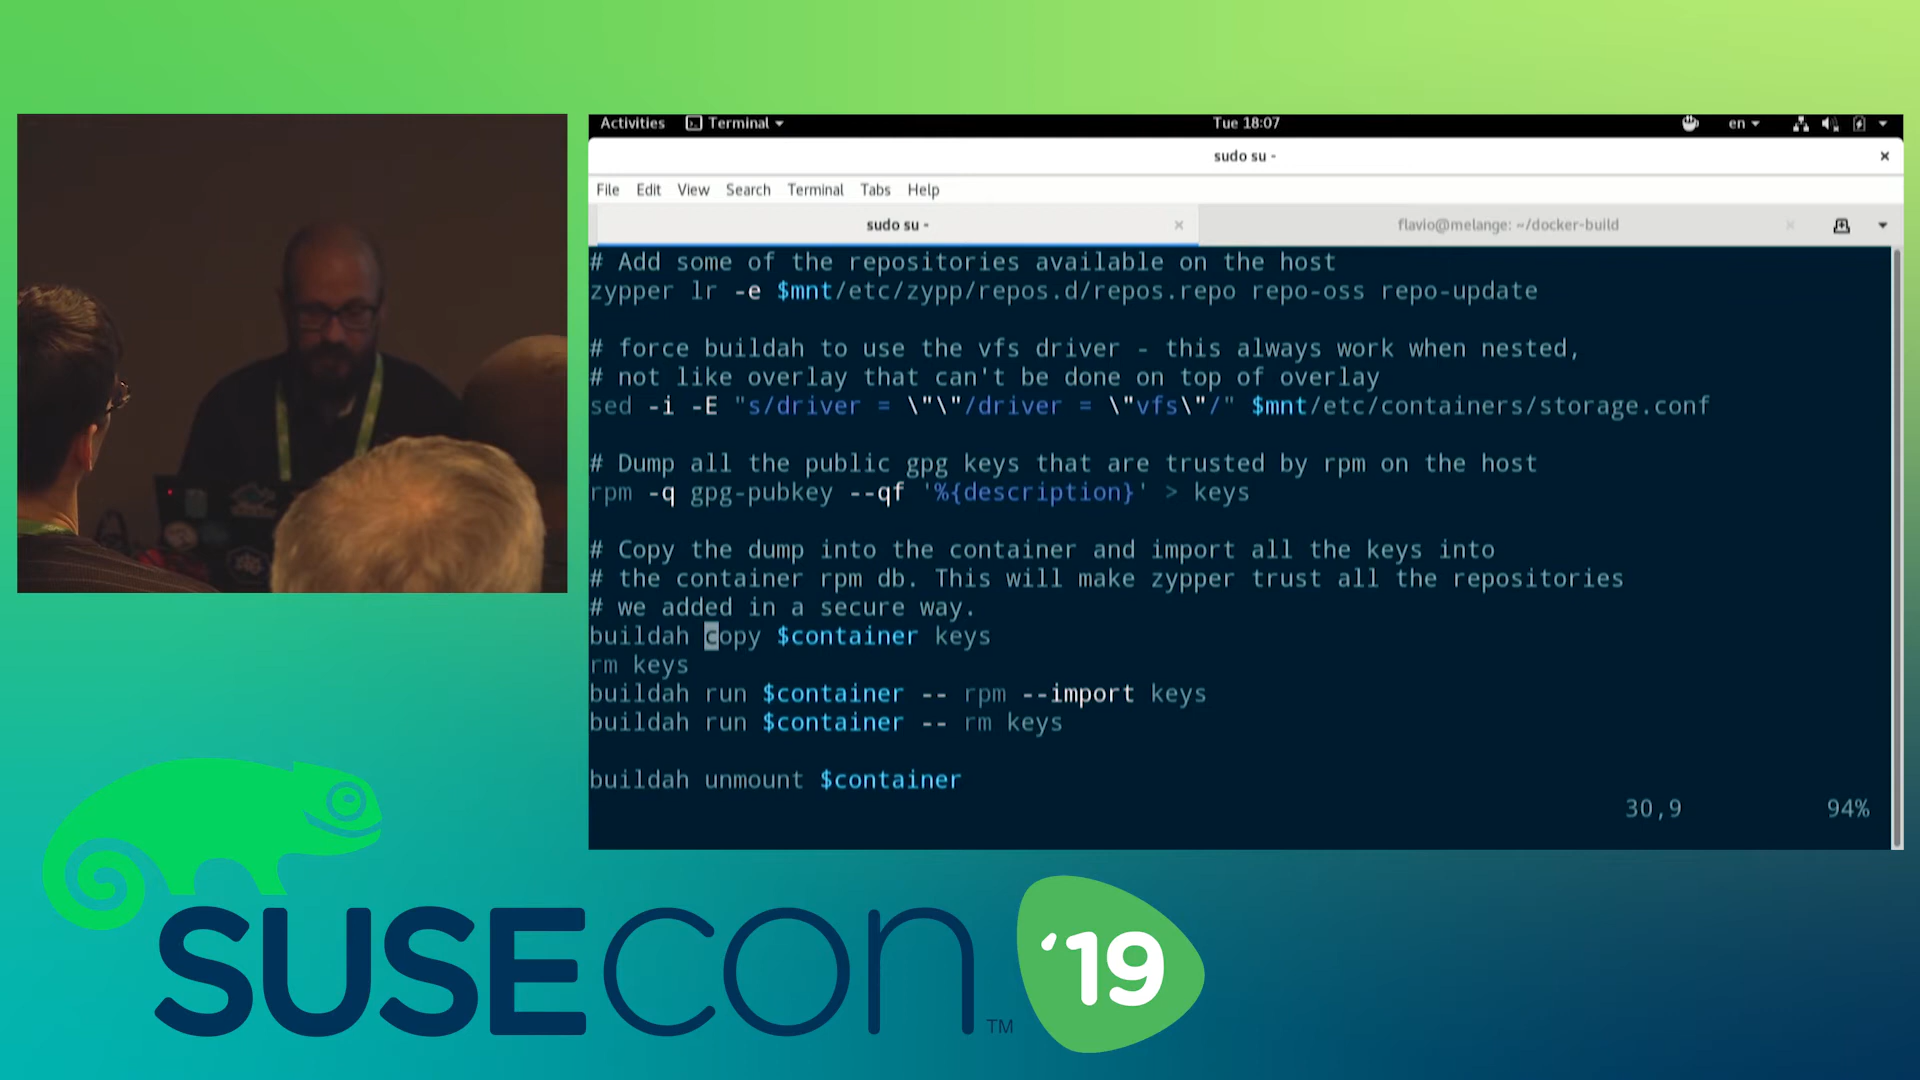 Activities Terminal Tue 18:07 en
sudo su -
File Edit View Search Terminal Tabs Help
sudo su - flavio@melange: ~/docker-build
# Add some of the repositories available on the host
zypper lr -e $mnt/etc/zypp/repos.d/repos.repo repo-oss repo-update
# force buildah to use the vfs driver - this always work when nested,
# not like overlay that can't be done on top of overlay
sed -i -E "s/driver = \"\"/driver = \"vfs\"/" $mnt/etc/containers/storage.conf
# Dump all the public gpg keys that are trusted by rpm on the host
rpm -q gpg-pubkey --qf '%{description}' > keys
# Copy the dump into the container and import all the keys into
# the container rpm db. This will make zypper trust all the repositories
# we added in a secure way.
buildah copy $container keys
rm keys
buildah run $container -- rpm --import keys
buildah run $container -- rm keys
buildah unmount $container
30,9 94%
SUSECON ™ '19